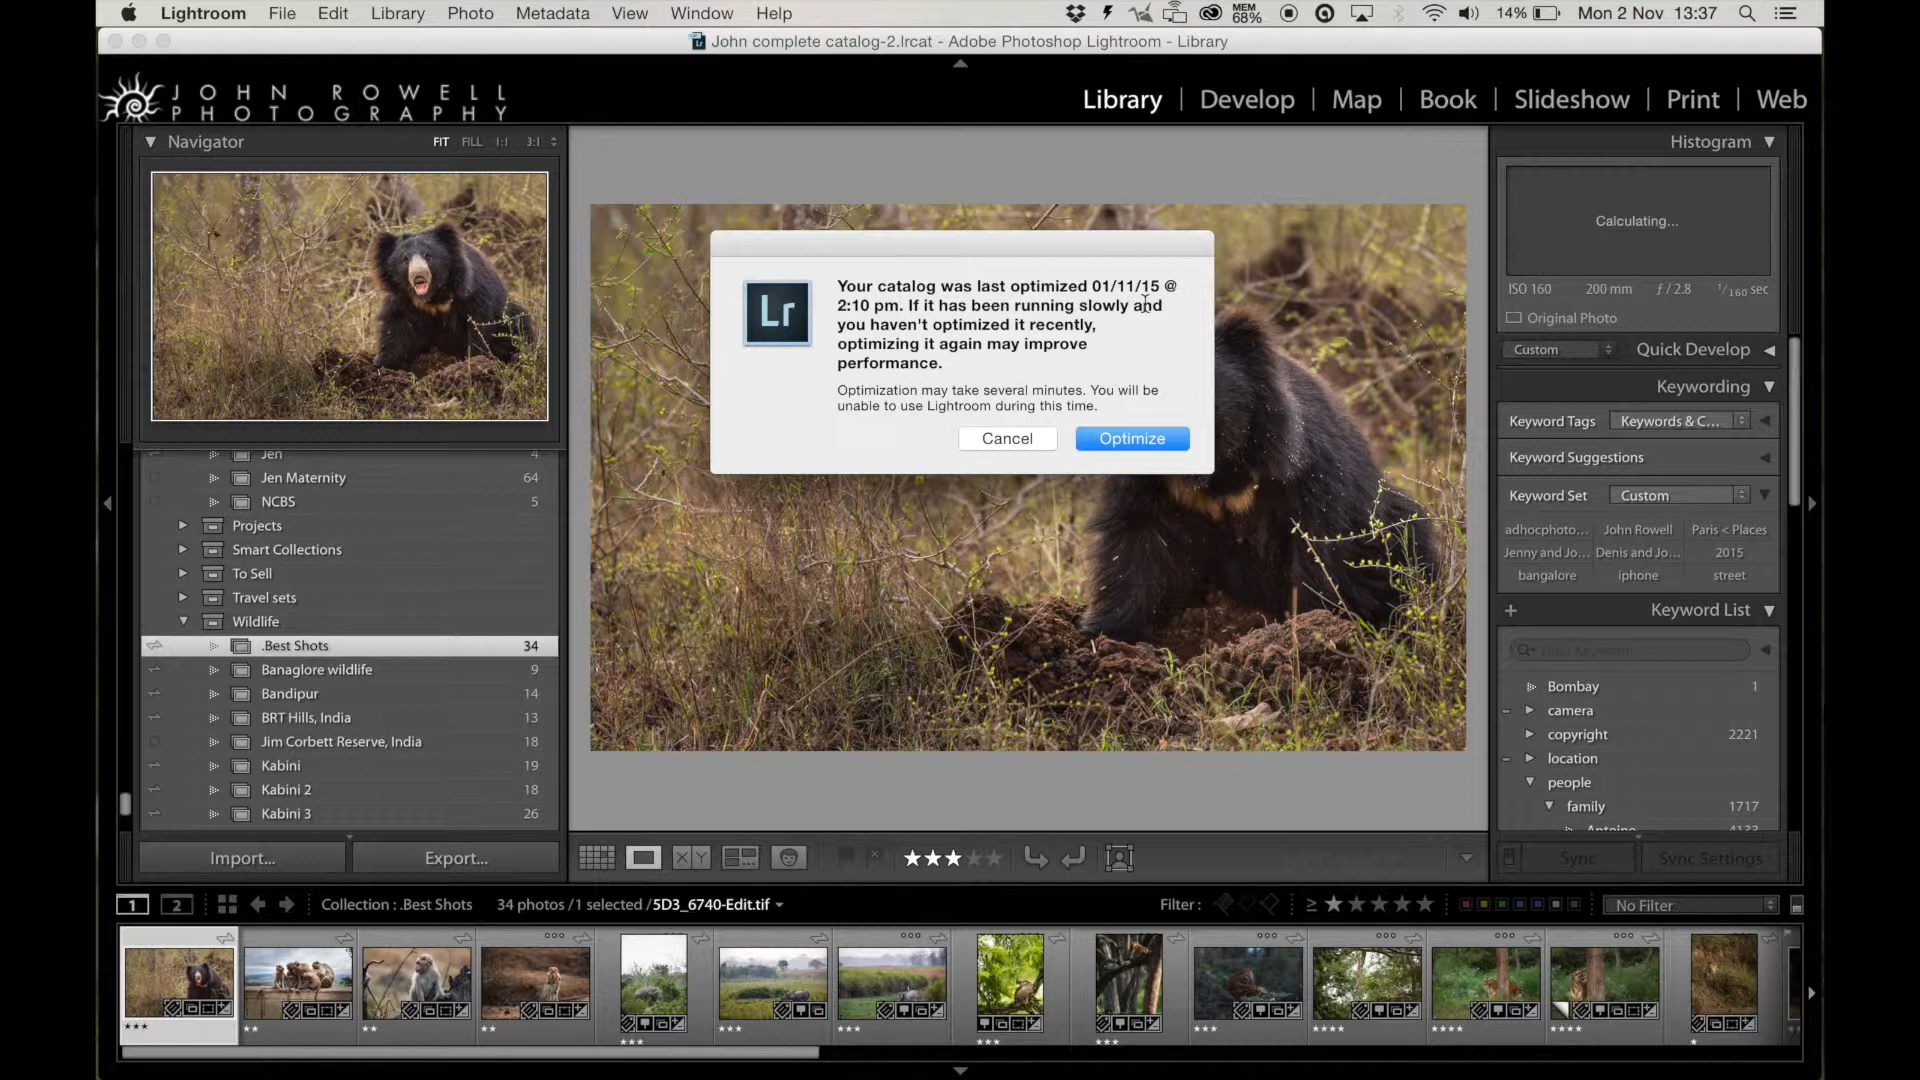 Lightroom File Edit Library Photo Metadata View Window Help MEM 68% 14% Mon 2 Nov 13:37
John complete catalog-2.lrcat - Adobe Photoshop Lightroom - Library
JOHN ROWELL
PHOTOGRAPHY
Library | Develop | Map | Book | Slideshow | Print | Web
Navigator FIT FILL 1:1 3:1
Histogram
Calculating...
ISO 160 200 mm ƒ / 2.8 1/160 sec
Original Photo
Custom Quick Develop
Keywording
Keyword Tags Keywords & C...
Keyword Suggestions
Keyword Set Custom
adhocphoto... John Rowell Paris < Places
Jenny and Jo... Denis and Jo... 2015
bangalore iphone street
Keyword List
Bombay 1
camera
copyright 2221
location
people
family 1717
Antoine 4133
Sync Sync Settings
Lr
Your catalog was last optimized 01/11/15 @
2:10 pm. If it has been running slowly and
you haven't optimized it recently,
optimizing it again may improve
performance.
Optimization may take several minutes. You will be
unable to use Lightroom during this time.
Cancel Optimize
Jen 4
Jen Maternity 64
NCBS 5
Projects
Smart Collections
To Sell
Travel sets
Wildlife
.Best Shots 34
Banaglore wildlife 9
Bandipur 14
BRT Hills, India 13
Jim Corbett Reserve, India 18
Kabini 19
Kabini 2 18
Kabini 3 26
Import... Export...
X Y
1 2 Collection : .Best Shots 34 photos / 1 selected / 5D3_6740-Edit.tif Filter : ≥ No Filter